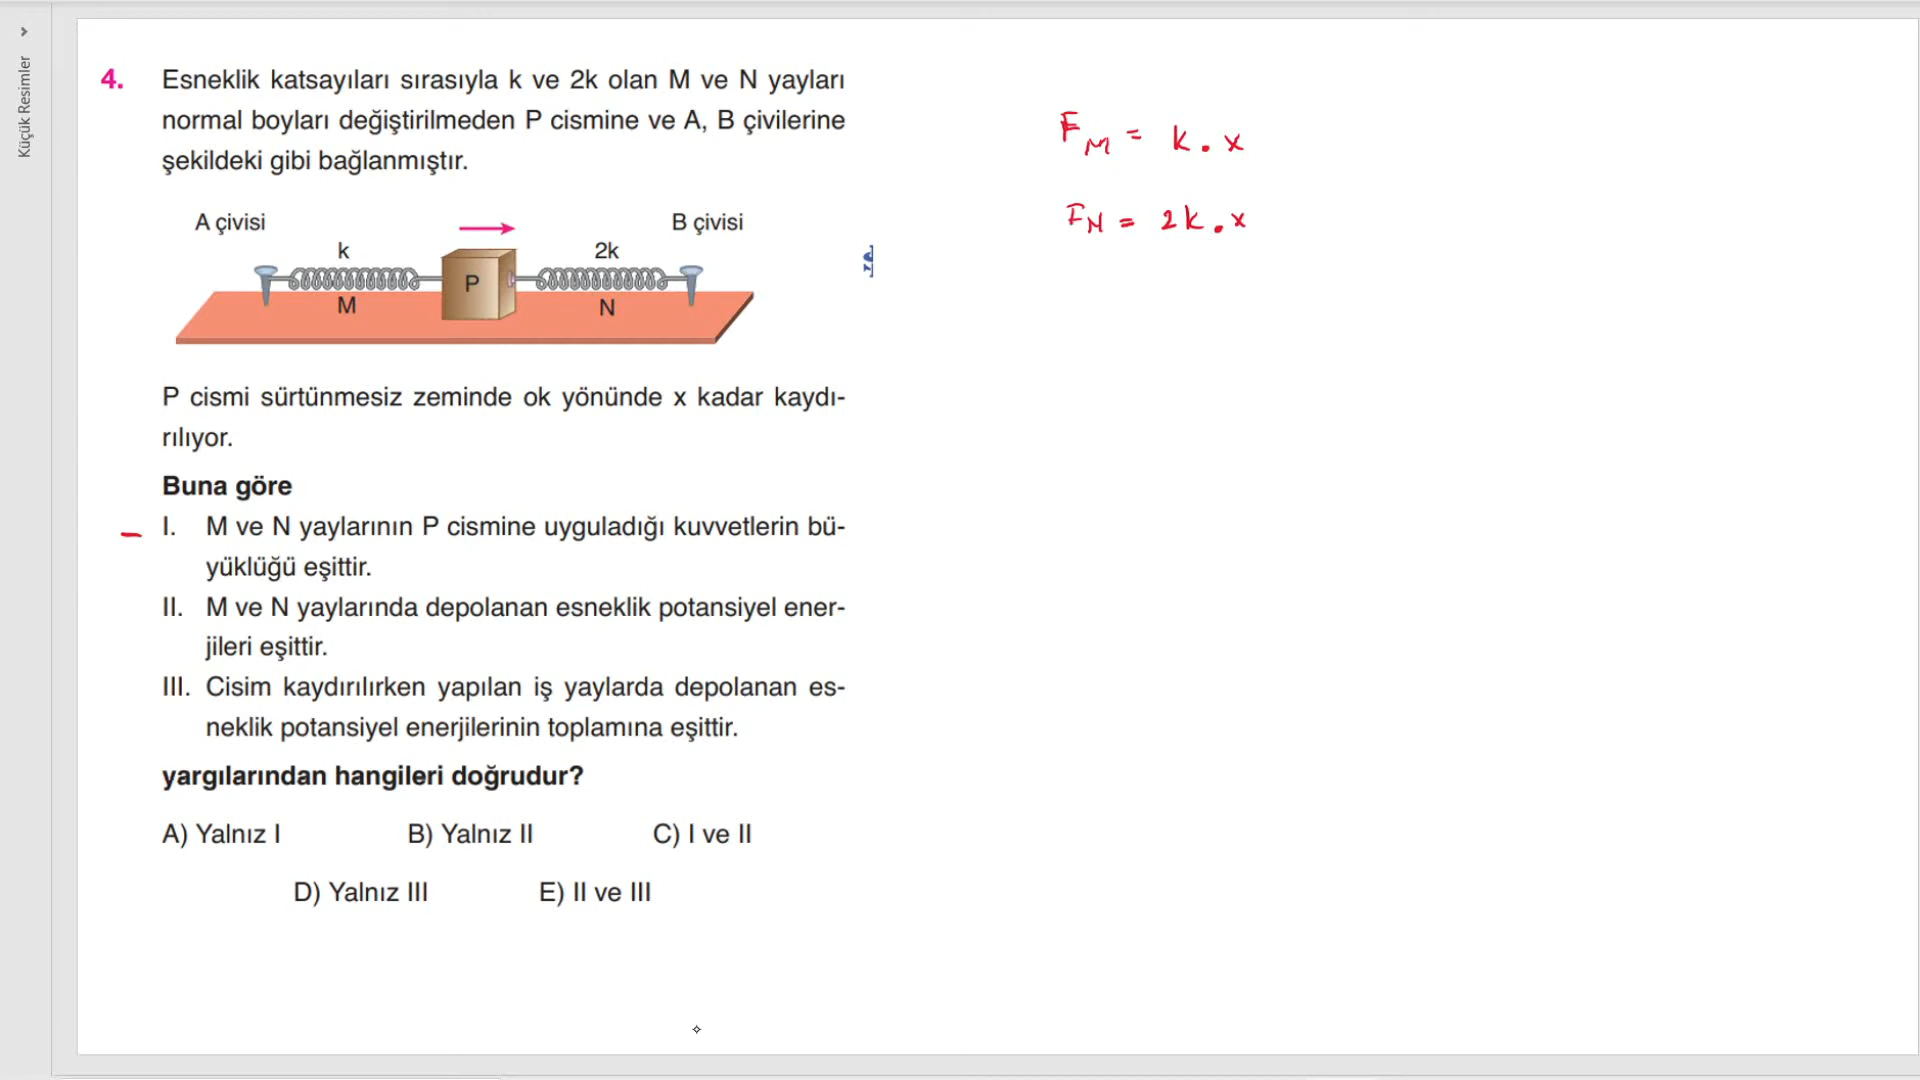 Küçük Resimler
4. Esneklik katsayıları sırasıyla k ve 2k olan M ve N yayları
normal boyları değiştirilmeden P cismine ve A, B çivilerine
şekildeki gibi bağlanmıştır.
A çivisi
B çivisi
k
2k
P
M
N
P cismi sürtünmesiz zeminde ok yönünde x kadar kaydı-
rılıyor.
Buna göre
I. M ve N yaylarının P cismine uyguladığı kuvvetlerin bü-
yüklüğü eşittir.
II. M ve N yaylarında depolanan esneklik potansiyel ener-
jileri eşittir.
III. Cisim kaydırılırken yapılan iş yaylarda depolanan es-
neklik potansiyel enerjilerinin toplamına eşittir.
yargılarından hangileri doğrudur?
A) Yalnız I B) Yalnız II C) I ve II
D) Yalnız III E) II ve III
F_M = k . x
F_N = 2k . x